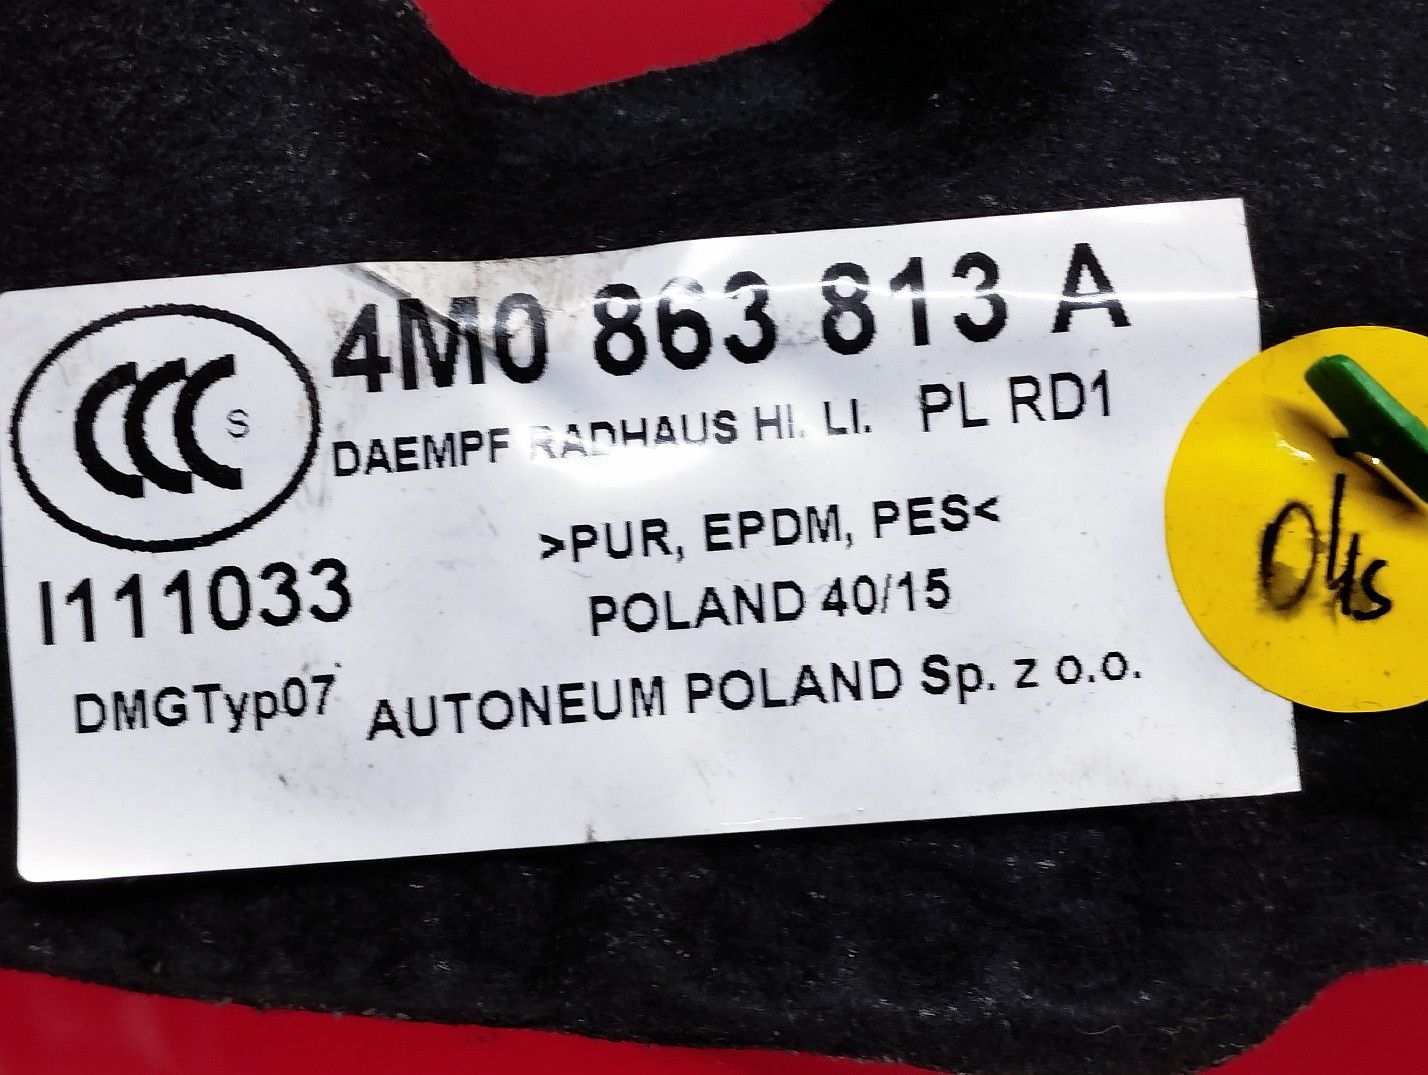 4M0 863 813 A
CCC S
DAEMPF RADHAUS HI. LI. PL RD1
>PUR, EPDM, PES<
I111033
POLAND 40/15
DMGTyp07
AUTONEUM POLAND Sp. z o.o.